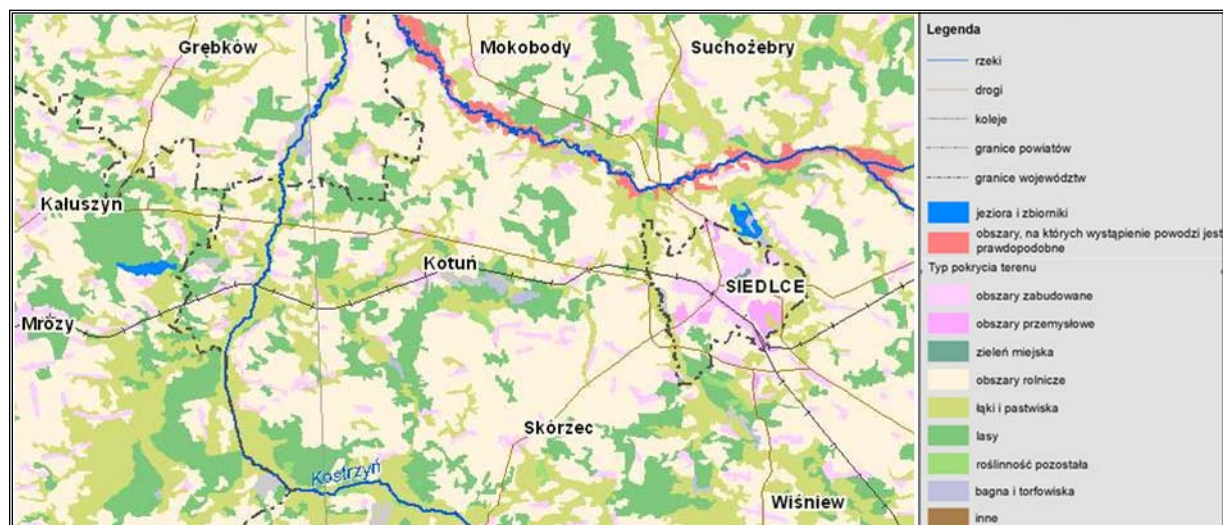 Grębków
Mokobody
Suchożebry
Kałuszyn
Kotuń
SIEDLCE
Mrozy
Skórzec
Kostrzyń
Wiśniew
Legenda
rzeki
drogi
koleje
granice powiatów
granice województw
jeziora i zbiorniki
obszary, na których wystąpienie powodzi jest
prawdopodobne
Typ pokrycia terenu
obszary zabudowane
obszary przemysłowe
zieleń miejska
obszary rolnicze
łąki i pastwiska
lasy
roślinność pozostała
bagna i torfowiska
inne